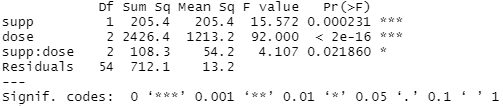 Df Sum Sq Mean Sq F value   Pr(>F)
supp         1  205.4   205.4  15.572 0.000231 ***
dose         2 2426.4  1213.2  92.000  < 2e-16 ***
supp:dose    2  108.3    54.2   4.107 0.021860 *
Residuals   54  712.1    13.2
---
Signif. codes:  0 ‘***’ 0.001 ‘**’ 0.01 ‘*’ 0.05 ‘.’ 0.1 ‘ ’ 1